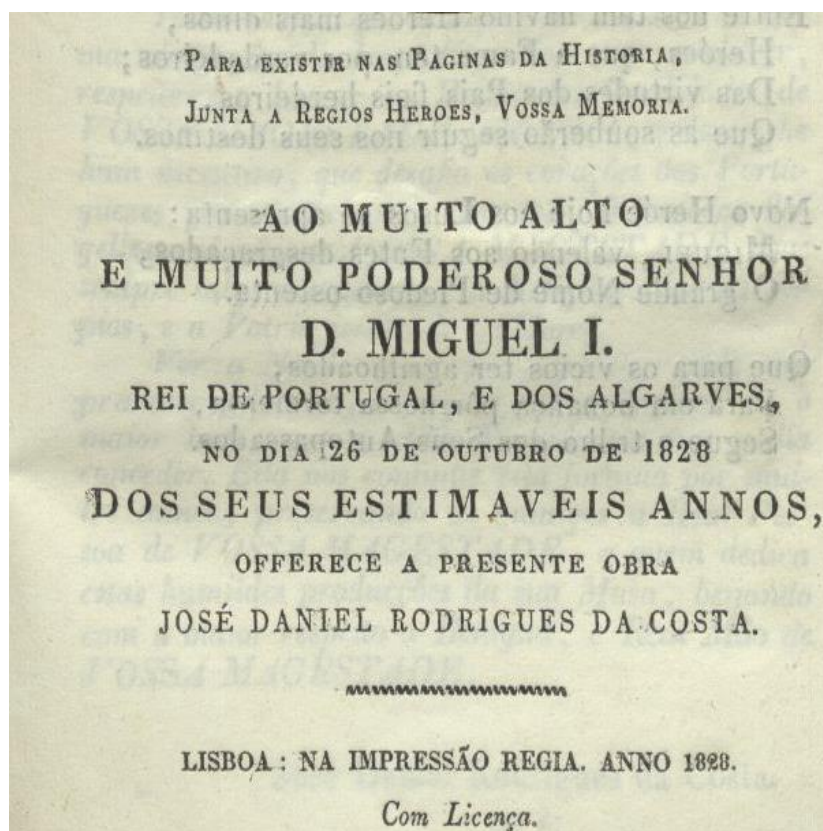 PARA EXISTIR NAS PAGINAS DA HISTORIA,
JUNTA A REGIOS HEROES, VOSSA MEMORIA.
AO MUITO ALTO
E MUITO PODEROSO SENHOR
D. MIGUEL I.
REI DE PORTUGAL, E DOS ALGARVES,
NO DIA 26 DE OUTUBRO DE 1828
DOS SEUS ESTIMAVEIS ANNOS,
OFFERECE A PRESENTE OBRA
JOSÉ DANIEL RODRIGUES DA COSTA.
LISBOA: NA IMPRESSÃO REGIA. ANNO 1828.
Com Licença.